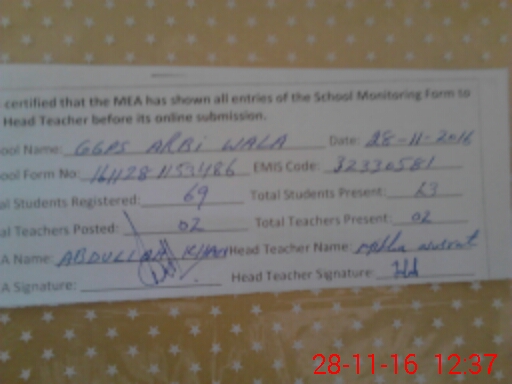 certified that the MEA has shown all entries of the School Monitoring Form to
Head Teacher before its online submission.
ool Name: GGPS ARBI WALA Date: 28-11-2016
ool Form No: EMIS Code: 32330581
al Students Registered: 69 Total Students Present: 63
al Teachers Posted: 02 Total Teachers Present: 02
A Name: ABDULLAH KHAN Head Teacher Name:
A Signature: Head Teacher Signature:
28-11-16 12:37